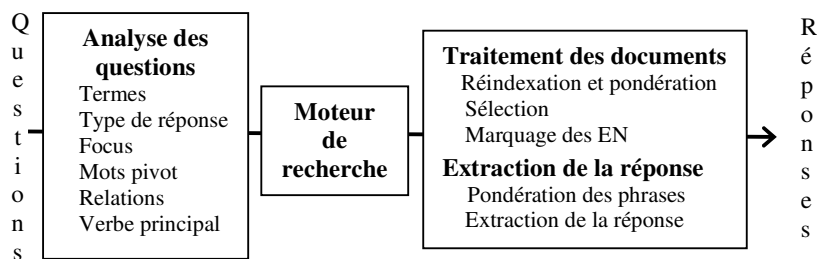 Questions
Analyse des
questions
Termes
Type de réponse
Focus
Mots pivot
Relations
Verbe principal
Moteur
de
recherche
Traitement des documents
Réindexation et pondération
Sélection
Marquage des EN
Extraction de la réponse
Pondération des phrases
Extraction de la réponse
Réponses